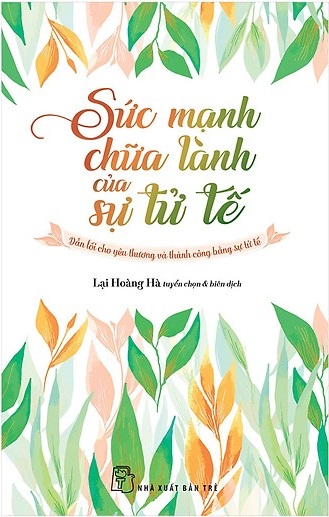 Sức mạnh
chữa lành
của
sự tử tế
Dẫn lối cho yêu thương và thành công bằng sự tử tế
Lại Hoàng Hà tuyển chọn & biên dịch
NHÀ XUẤT BẢN TRẺ